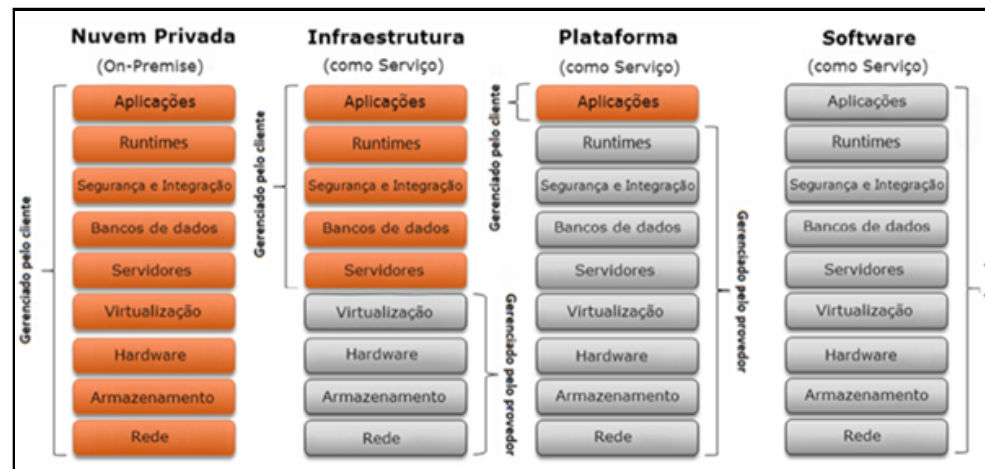 Nuvem Privada
(On-Premise)
Gerenciado pelo cliente
Aplicações
Runtimes
Segurança e Integração
Bancos de dados
Servidores
Virtualização
Hardware
Armazenamento
Rede
Infraestrutura
(como Serviço)
Gerenciado pelo cliente
Aplicações
Runtimes
Segurança e Integração
Bancos de dados
Servidores
Virtualização
Hardware
Armazenamento
Rede
Gerenciado pelo provedor
Plataforma
(como Serviço)
Gerenciado pelo cliente
Aplicações
Runtimes
Segurança e Integração
Bancos de dados
Servidores
Virtualização
Hardware
Armazenamento
Rede
Gerenciado pelo provedor
Software
(como Serviço)
Aplicações
Runtimes
Segurança e Integração
Bancos de dados
Servidores
Virtualização
Hardware
Armazenamento
Rede